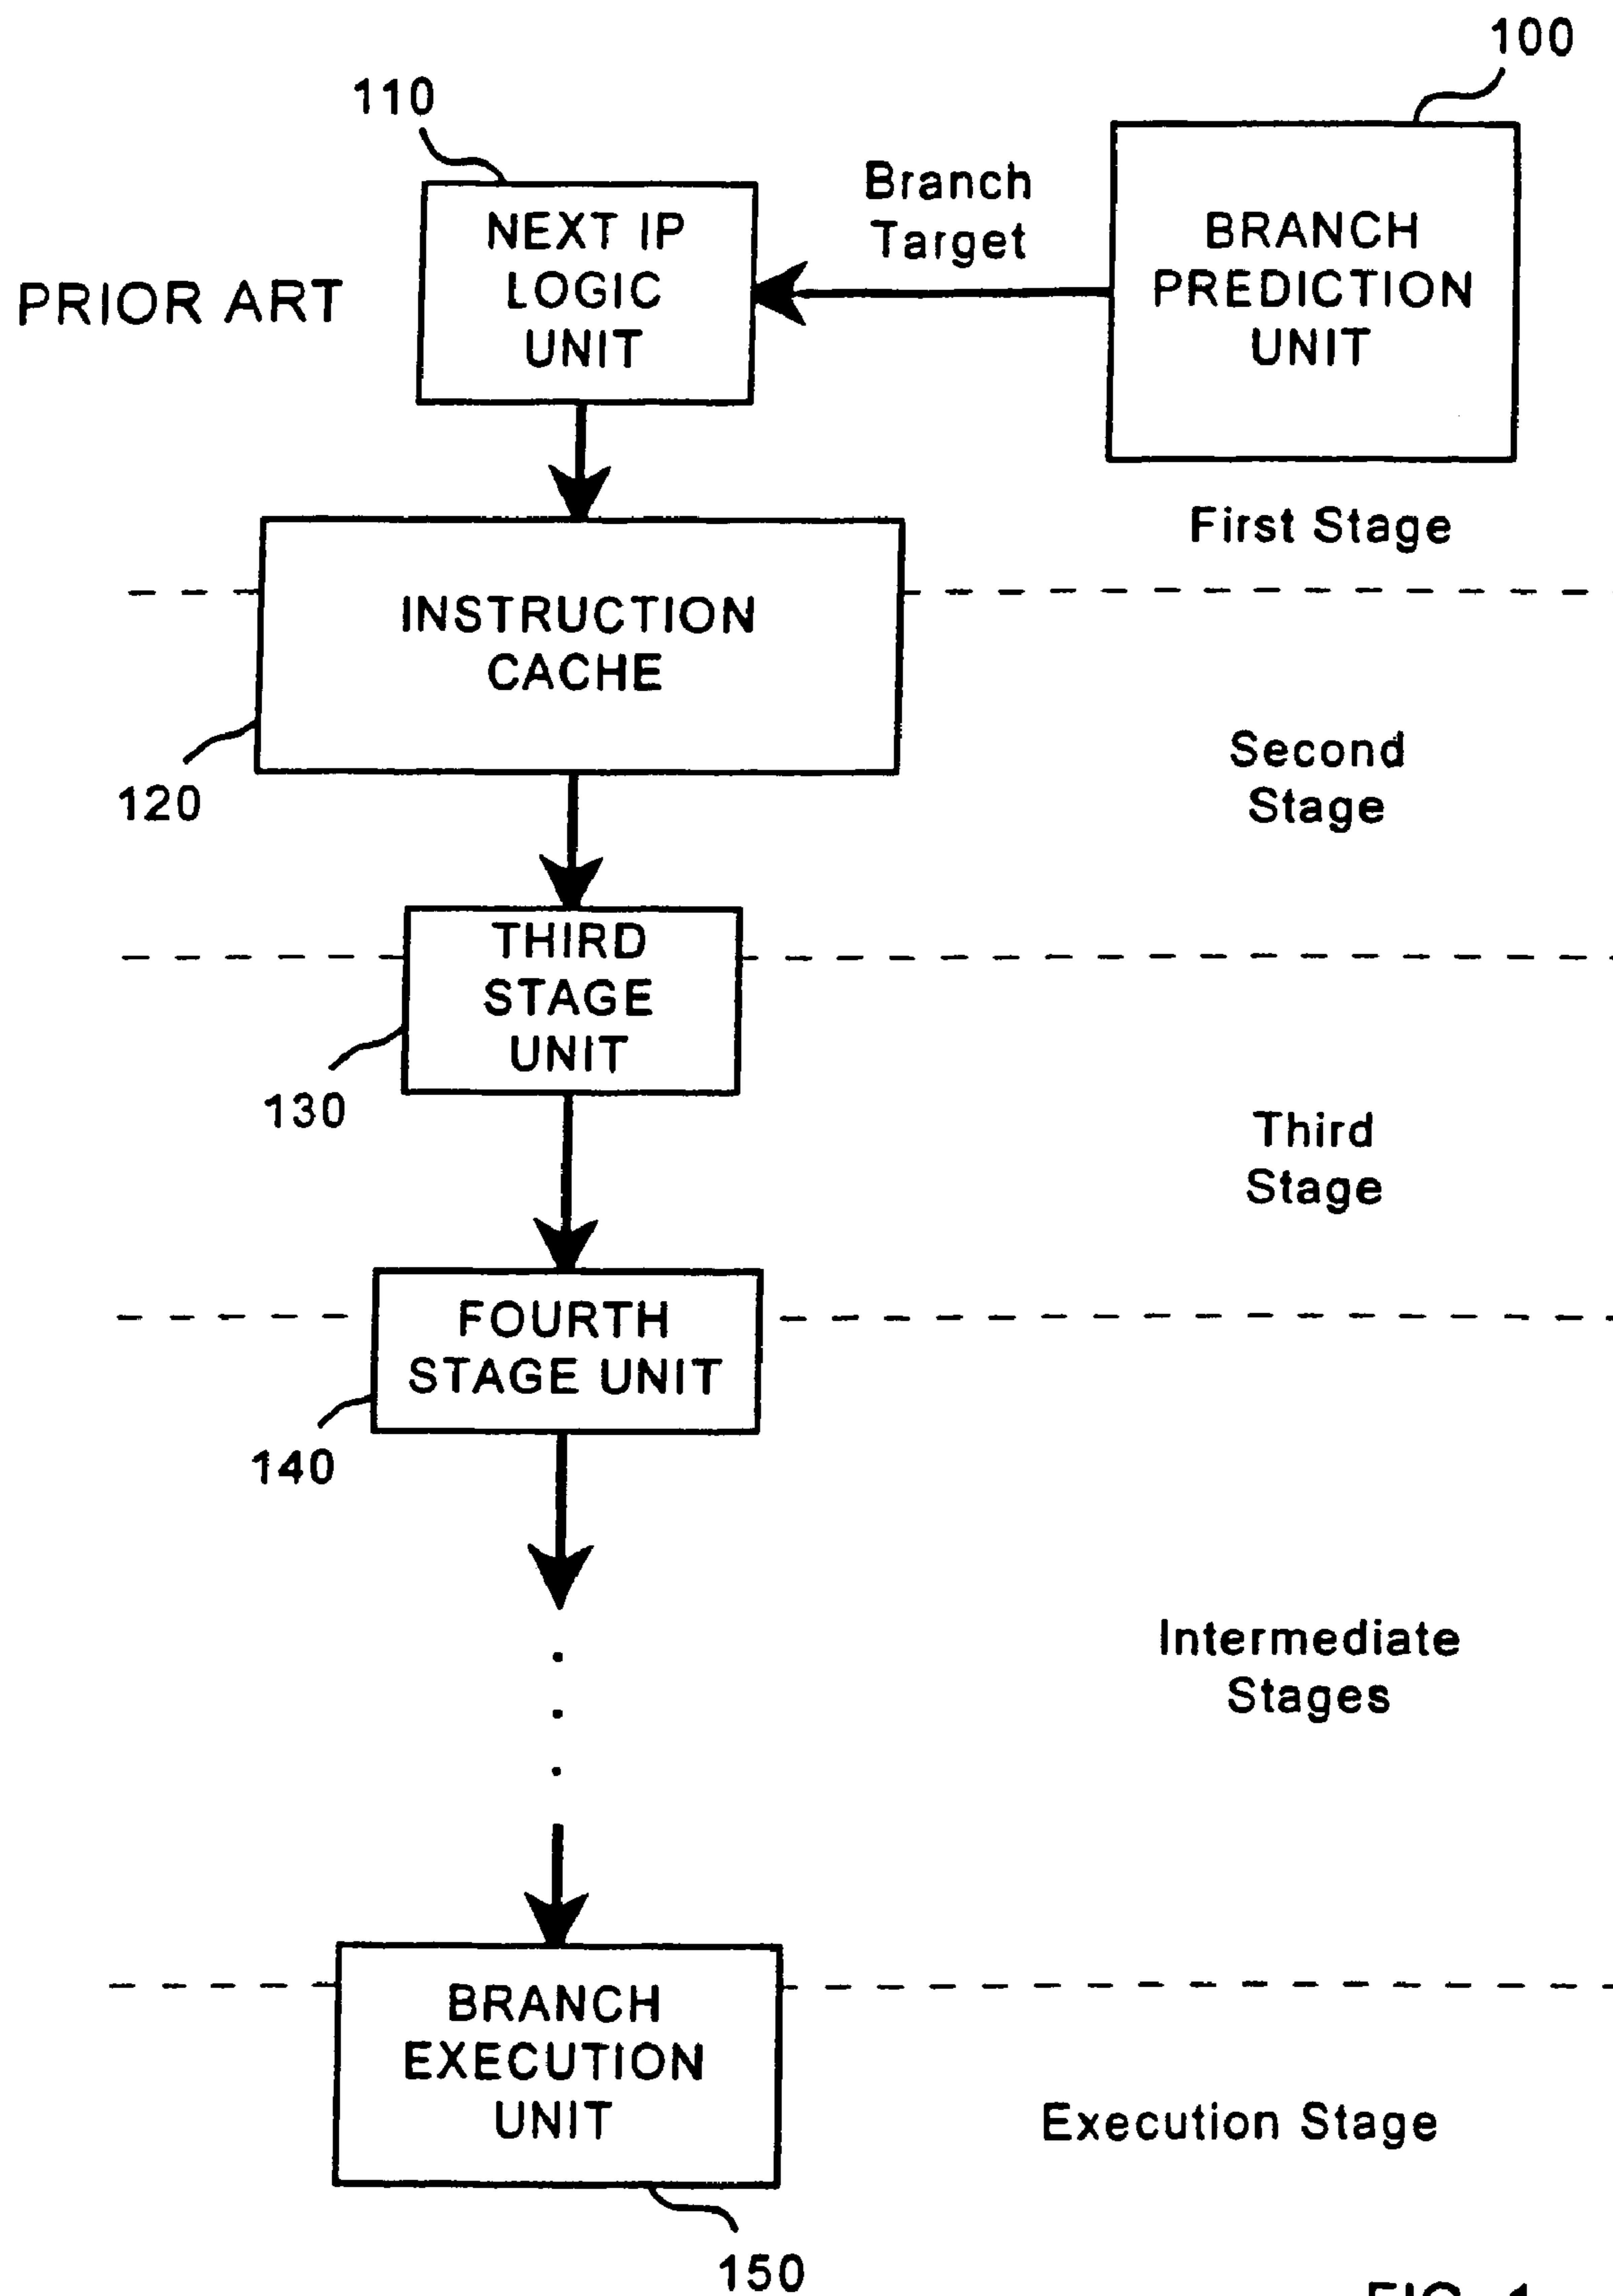 100
110
Branch
Target
NEXT IP
LOGIC
UNIT
BRANCH
PREDICTION
UNIT
PRIOR ART
First Stage
INSTRUCTION
CACHE
120
Second
Stage
THIRD
STAGE
UNIT
130
Third
Stage
FOURTH
STAGE UNIT
140
Intermediate
Stages
BRANCH
EXECUTION
UNIT
Execution Stage
150
FIG. 1